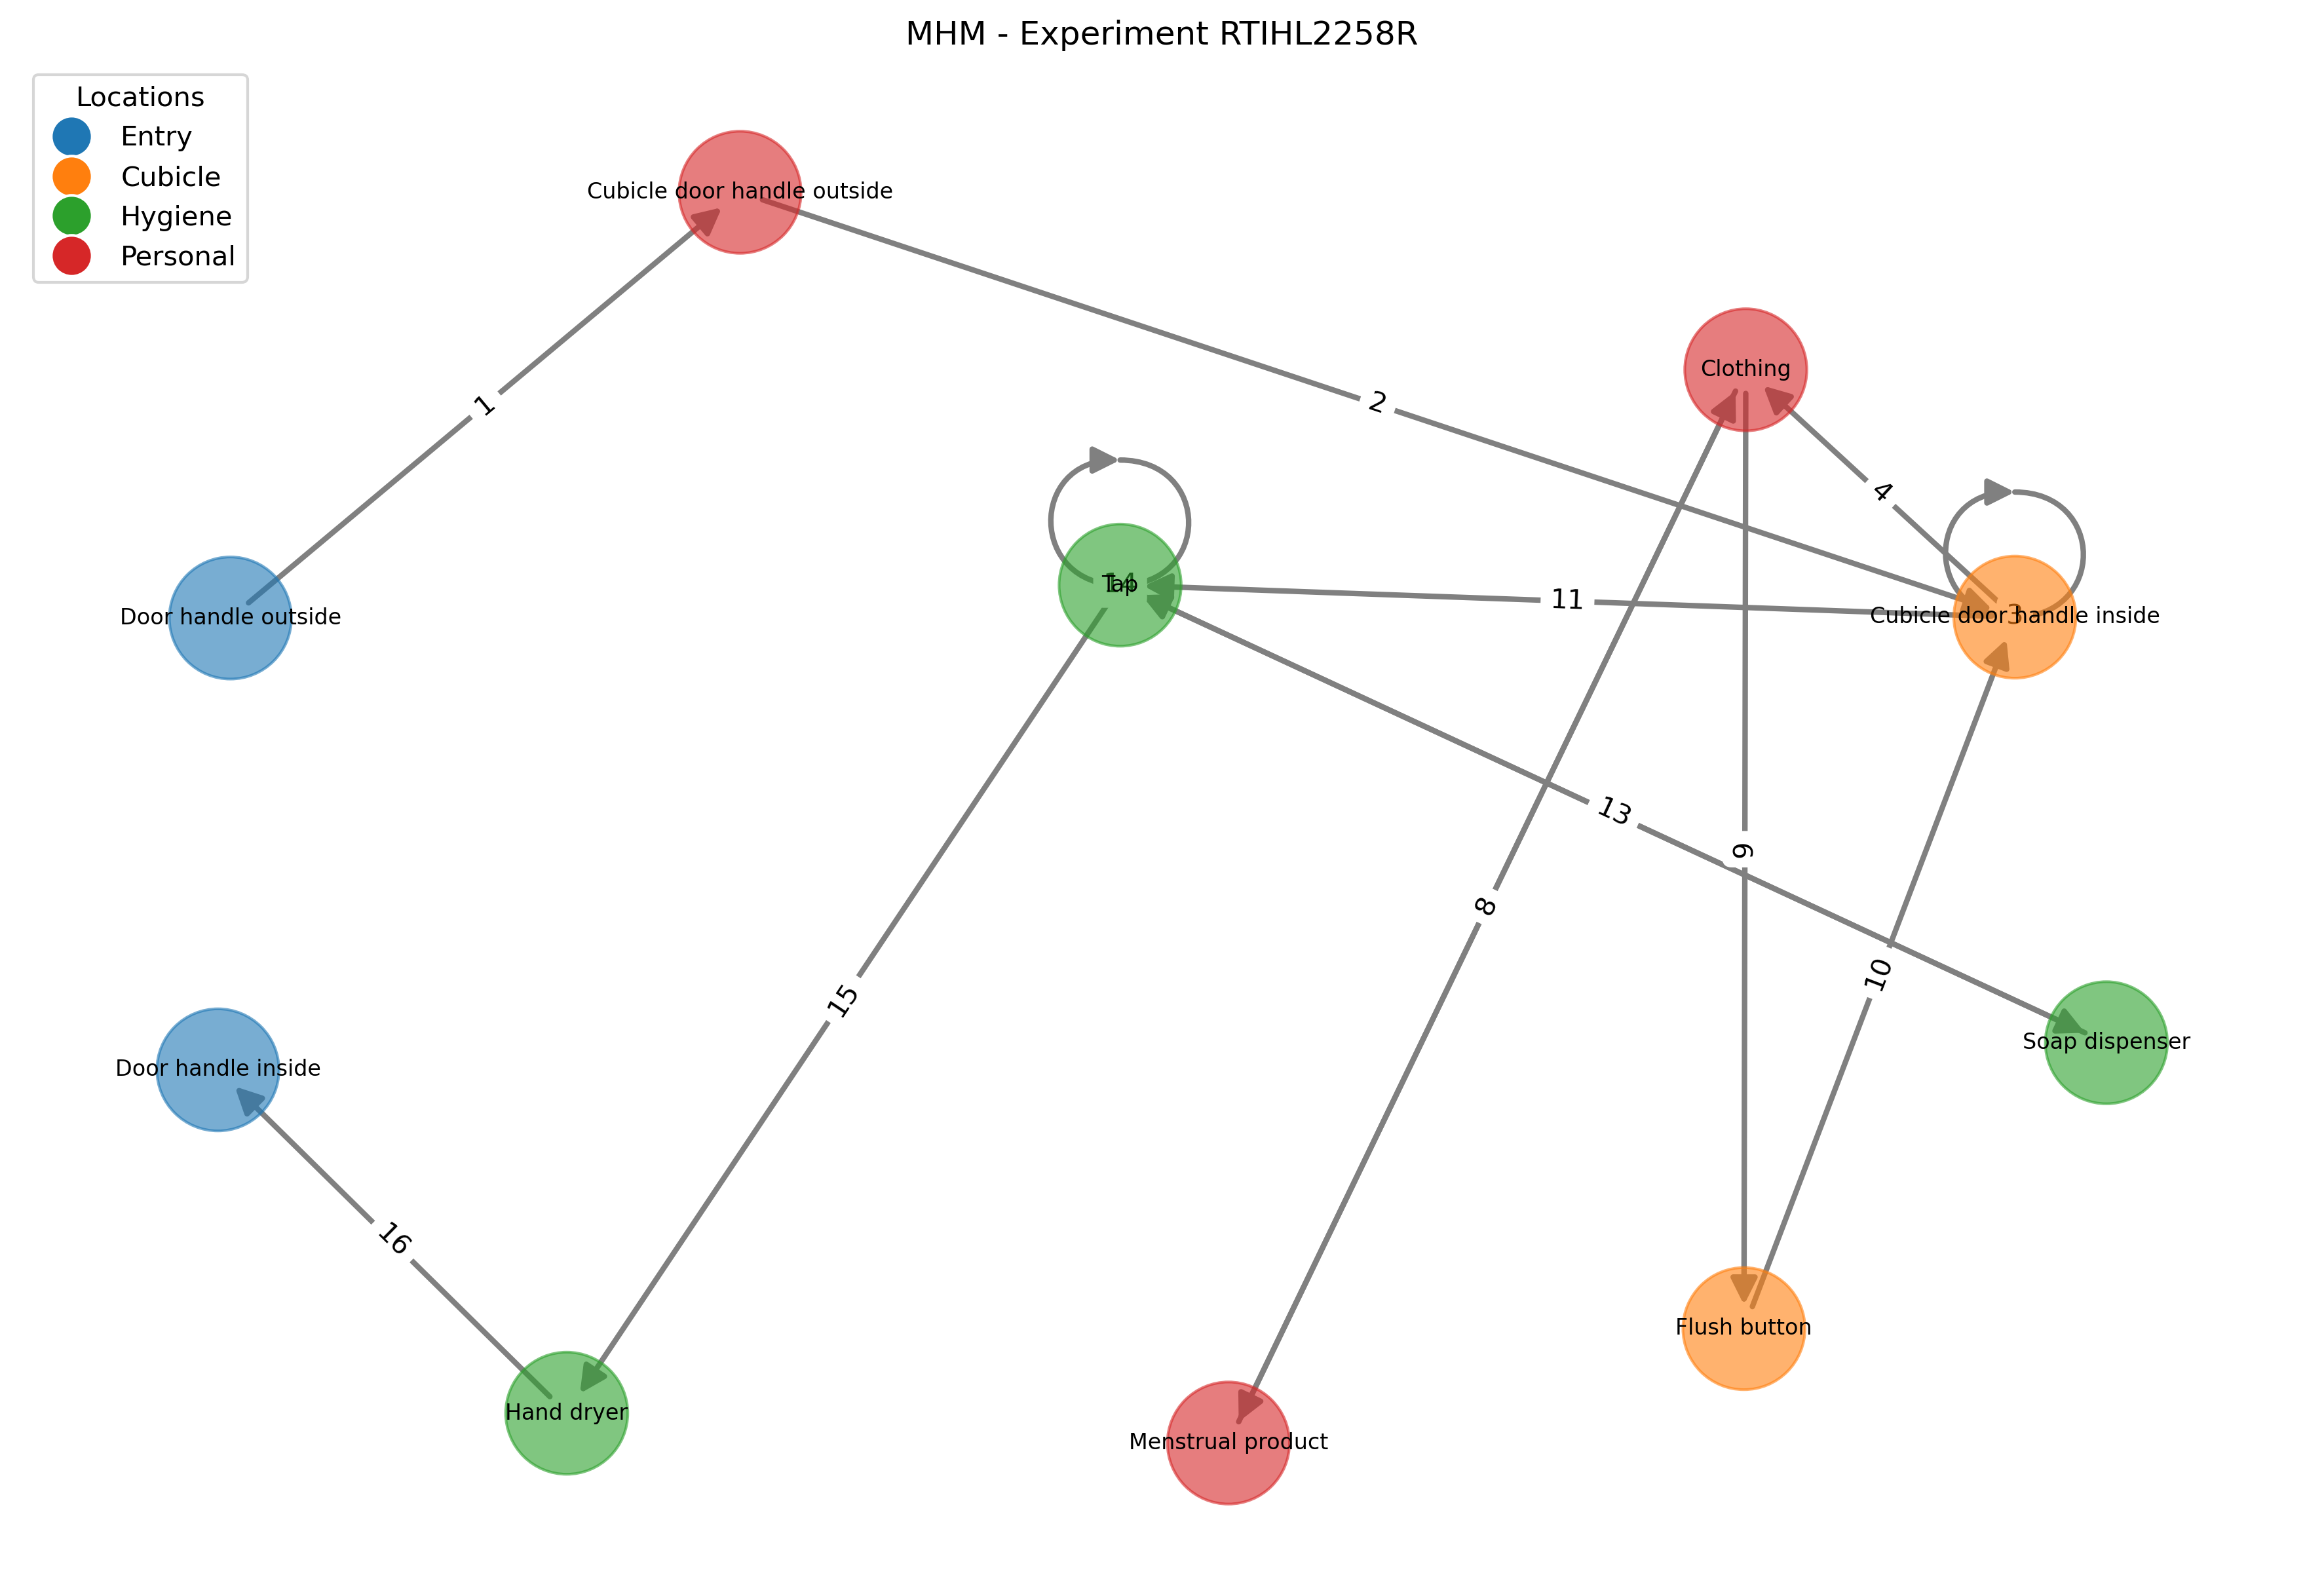 MHM - Experiment RTIHL2258R
Locations
Entry
Cubicle
Hygiene
Personal
Cubicle door handle outside
1
2
Clothing
4
Door handle outside
14
Tap
11
3
Cubicle door handle inside
13
9
8
10
15
Door handle inside
Soap dispenser
16
Flush button
Hand dryer
Menstrual product